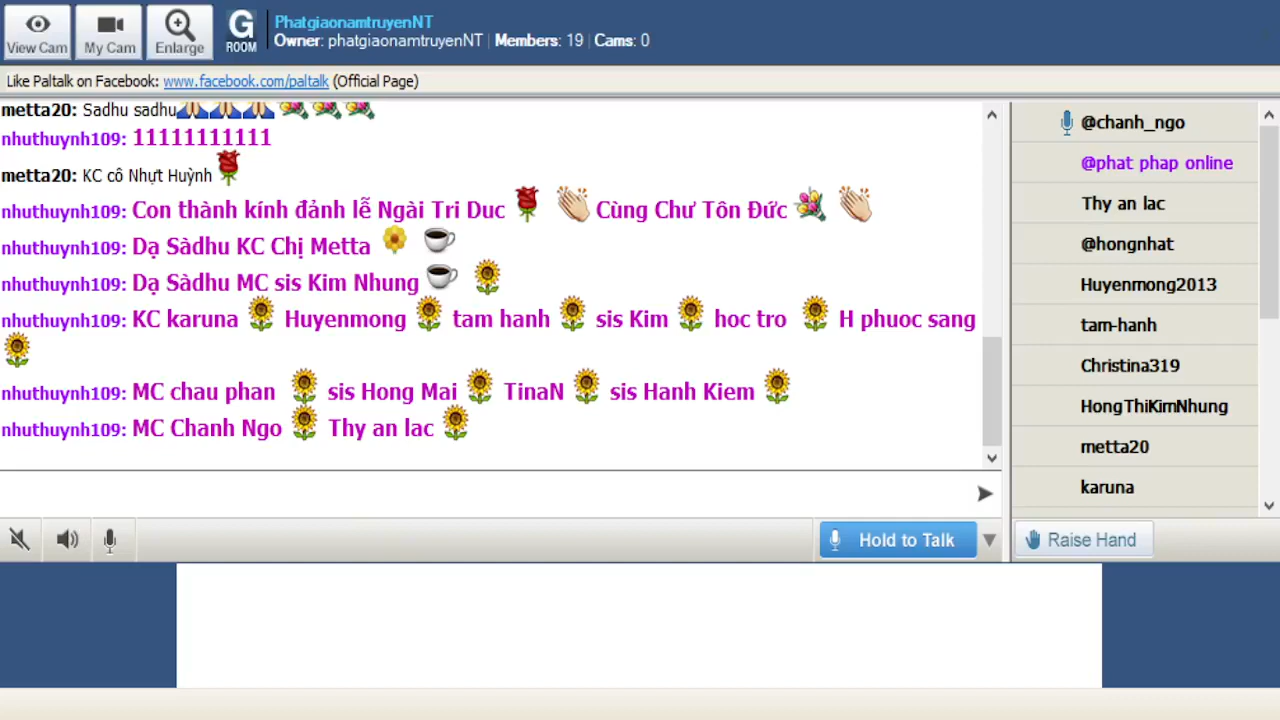 View Cam
My Cam
Enlarge
G
ROOM
PhatgiaonamtruyenNT
Owner: phatgiaonamtruyenNT | Members: 19 | Cams: 0
Like Paltalk on Facebook: www.facebook.com/paltalk (Official Page)
metta20: Sadhu sadhu
nhuthuynh109: 11111111111
metta20: KC cô Nhựt Huỳnh
nhuthuynh109: Con thành kính đảnh lễ Ngài Tri Duc Cùng Chư Tôn Đức
nhuthuynh109: Dạ Sàdhu KC Chị Metta
nhuthuynh109: Dạ Sàdhu MC sis Kim Nhung
nhuthuynh109: KC karuna Huyenmong tam hanh sis Kim hoc tro H phuoc sang
nhuthuynh109: MC chau phan sis Hong Mai TinaN sis Hanh Kiem
nhuthuynh109: MC Chanh Ngo Thy an lac
@chanh_ngo
@phat phap online
Thy an lac
@hongnhat
Huyenmong2013
tam-hanh
Christina319
HongThiKimNhung
metta20
karuna
Hold to Talk
Raise Hand